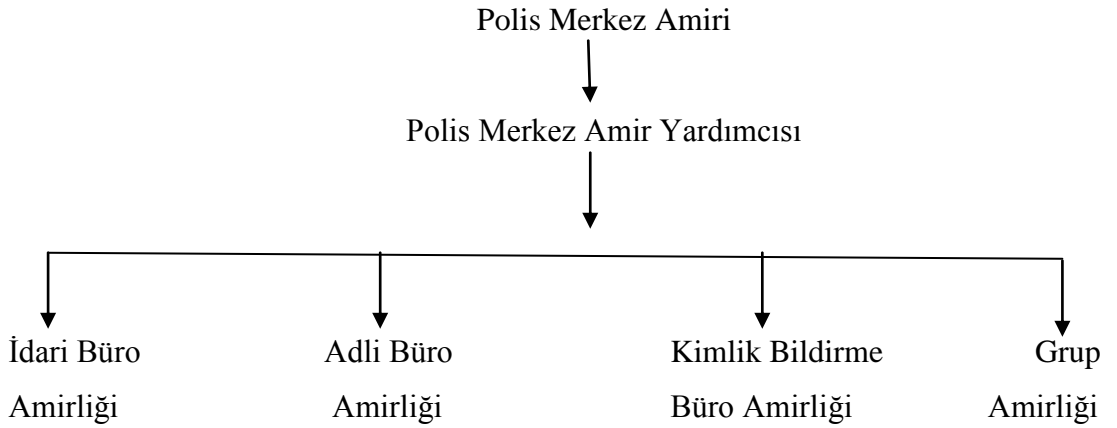 Polis Merkez Amiri
Polis Merkez Amir Yardımcısı
İdari Büro Amirliği
Adli Büro Amirliği
Kimlik Bildirme Büro Amirliği
Grup Amirliği